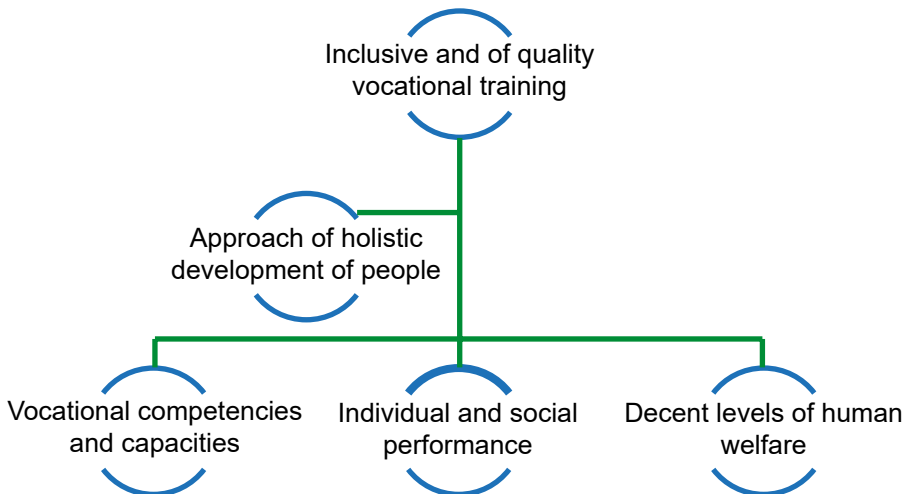 Inclusive and of quality
vocational training
Approach of holistic
development of people
Vocational competencies
and capacities
Individual and social
performance
Decent levels of human
welfare